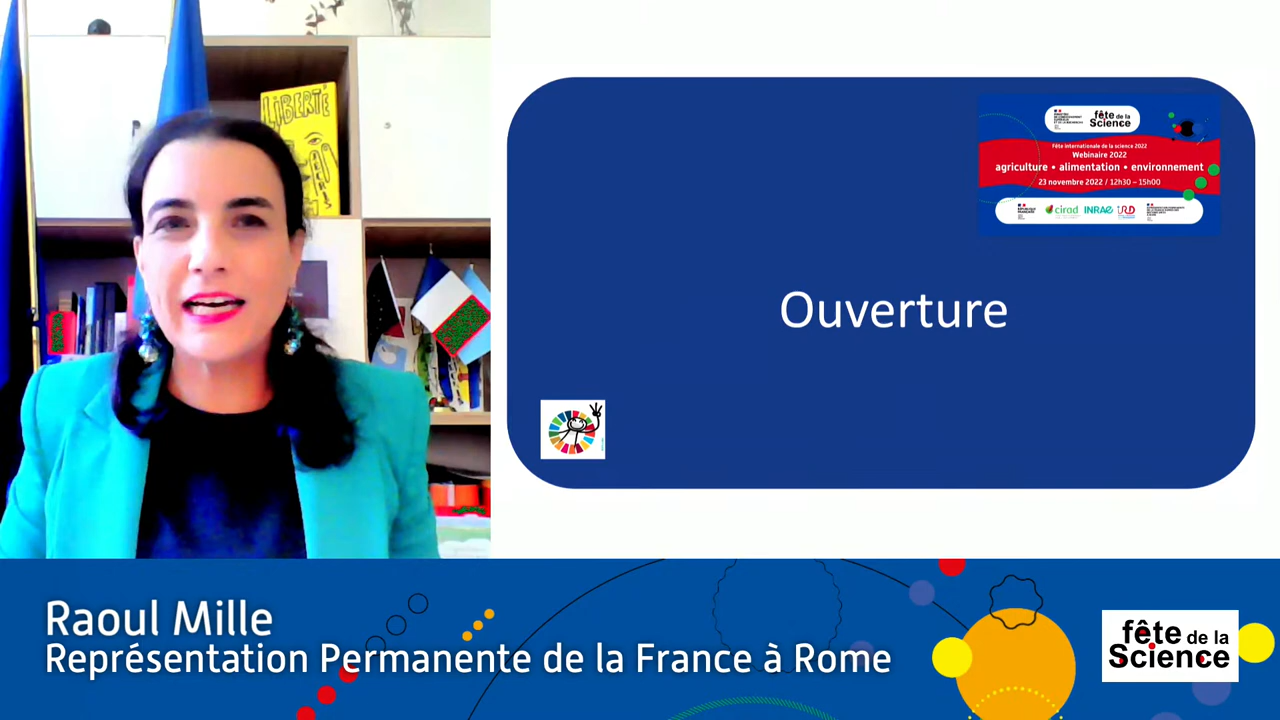 LIBERTÉ
fête de la
Science
Fête internationale de la science 2022
Webinaire 2022
agriculture • alimentation • environnement
23 novembre 2022 / 12h30 – 15h00
cirad
INRAE
IRD
Ouverture
Raoul Mille
Représentation Permanente de la France à Rome
fête de la
Science